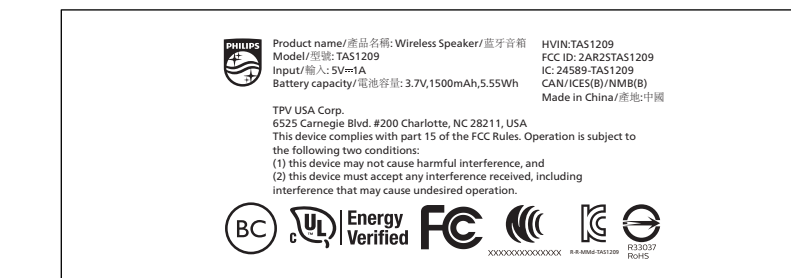 PHILIPS
Product name/產品名稱: Wireless Speaker/蓝牙音箱
Model/型號: TAS1209
Input/輸入: 5V⎓1A
Battery capacity/電池容量: 3.7V,1500mAh,5.55Wh
HVIN:TAS1209
FCC ID: 2AR2STAS1209
IC: 24589-TAS1209
CAN/ICES(B)/NMB(B)
Made in China/產地:中國
TPV USA Corp.
6525 Carnegie Blvd. #200 Charlotte, NC 28211, USA
This device complies with part 15 of the FCC Rules. Operation is subject to
the following two conditions:
(1) this device may not cause harmful interference, and
(2) this device must accept any interference received, including
interference that may cause undesired operation.
BC
c UL Energy
Verified
FC
XXXXXXXXXXXXXX
R-R-MMd-TAS1209
R33037
RoHS